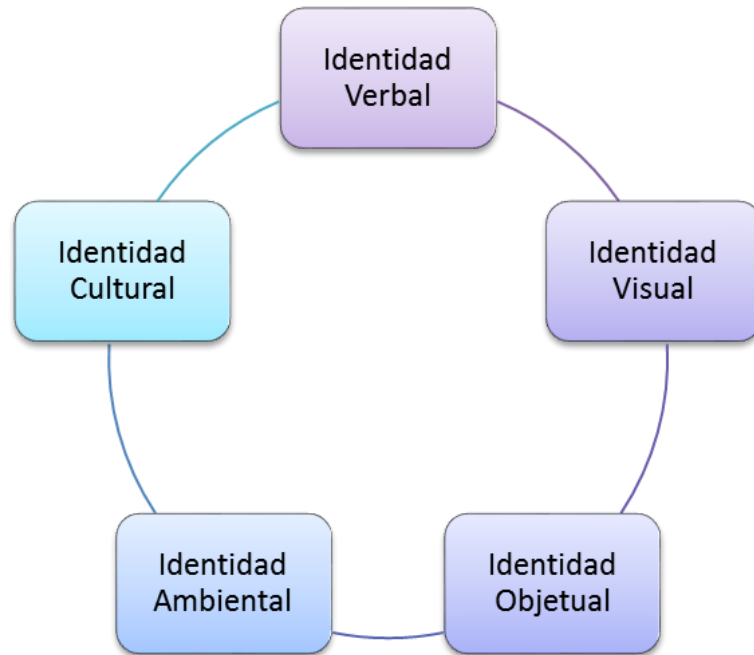 Identidad
Verbal
Identidad
Visual
Identidad
Objetual
Identidad
Ambiental
Identidad
Cultural